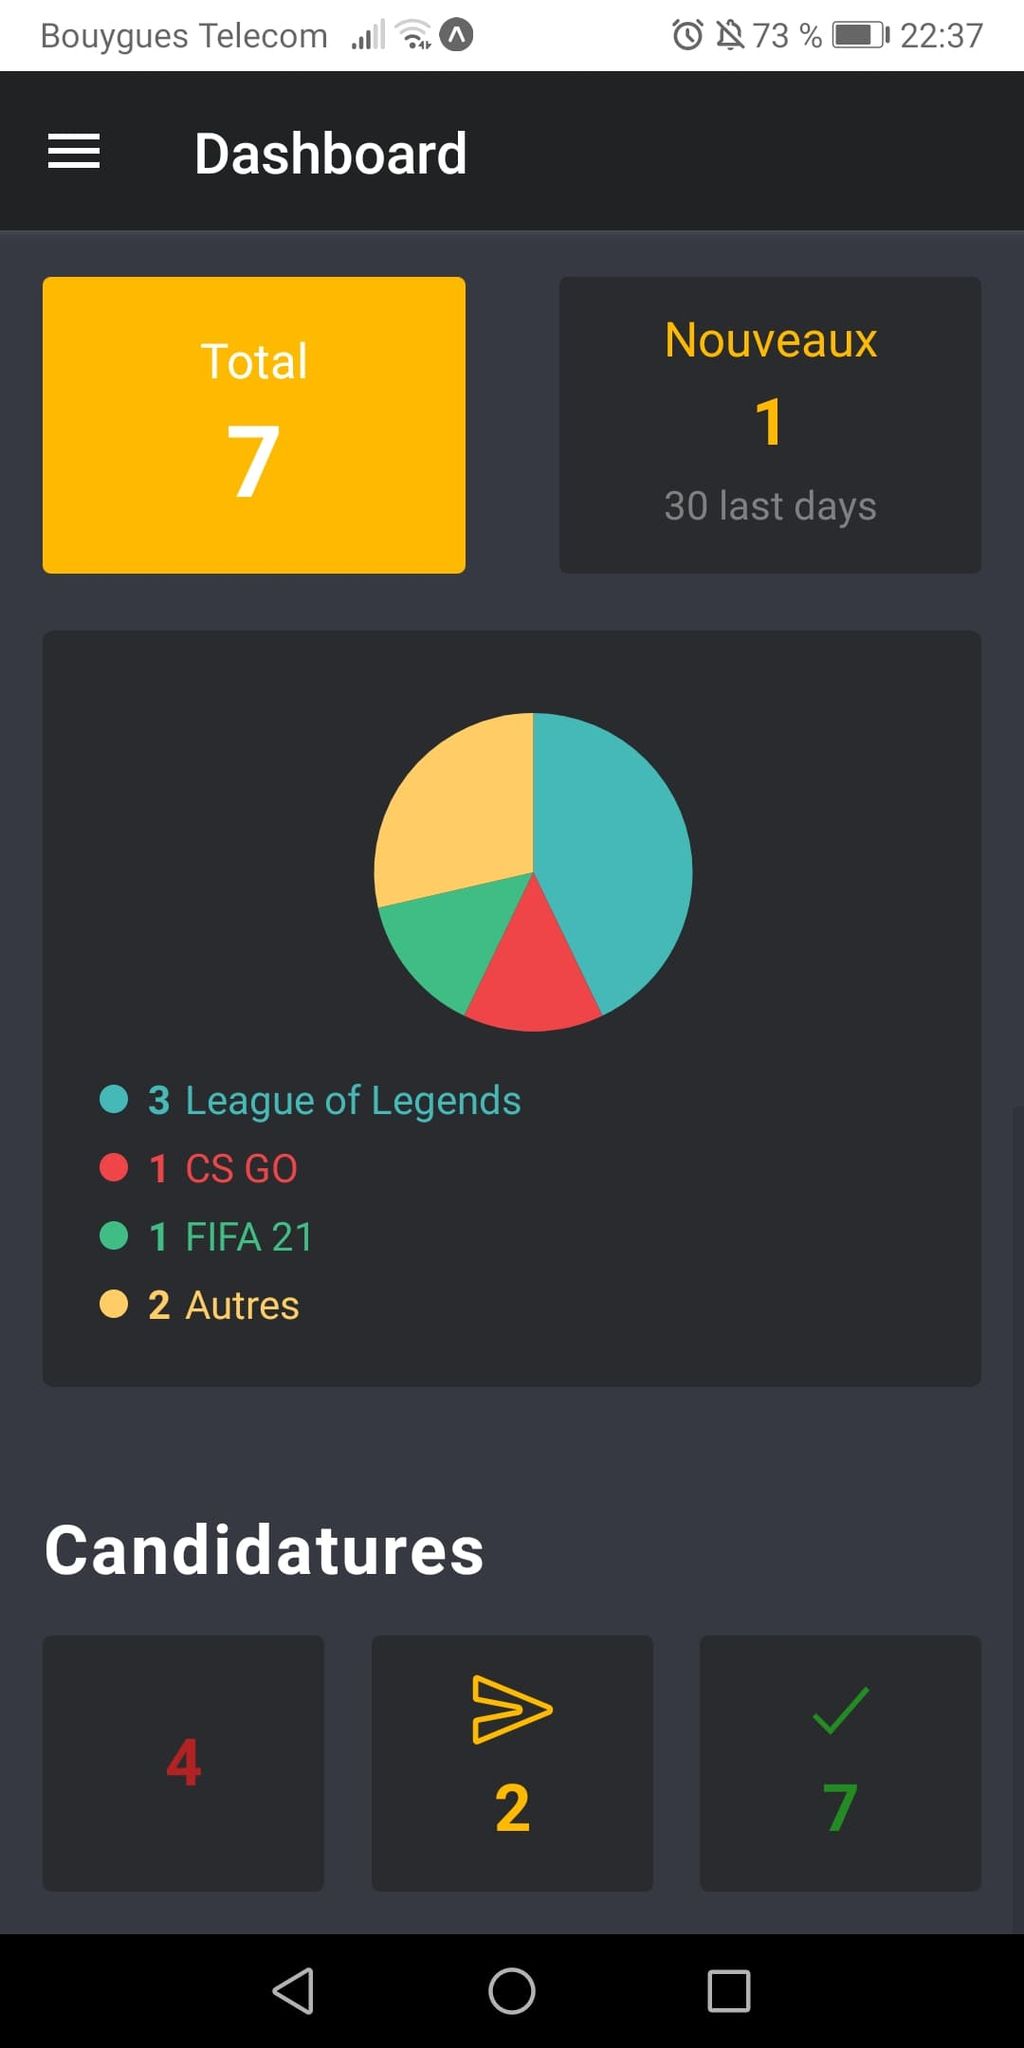 Bouygues Telecom 73 % 22:37
Dashboard
Total
7
Nouveaux
1
30 last days
3 League of Legends
1 CS GO
1 FIFA 21
2 Autres
Candidatures
4
2
7